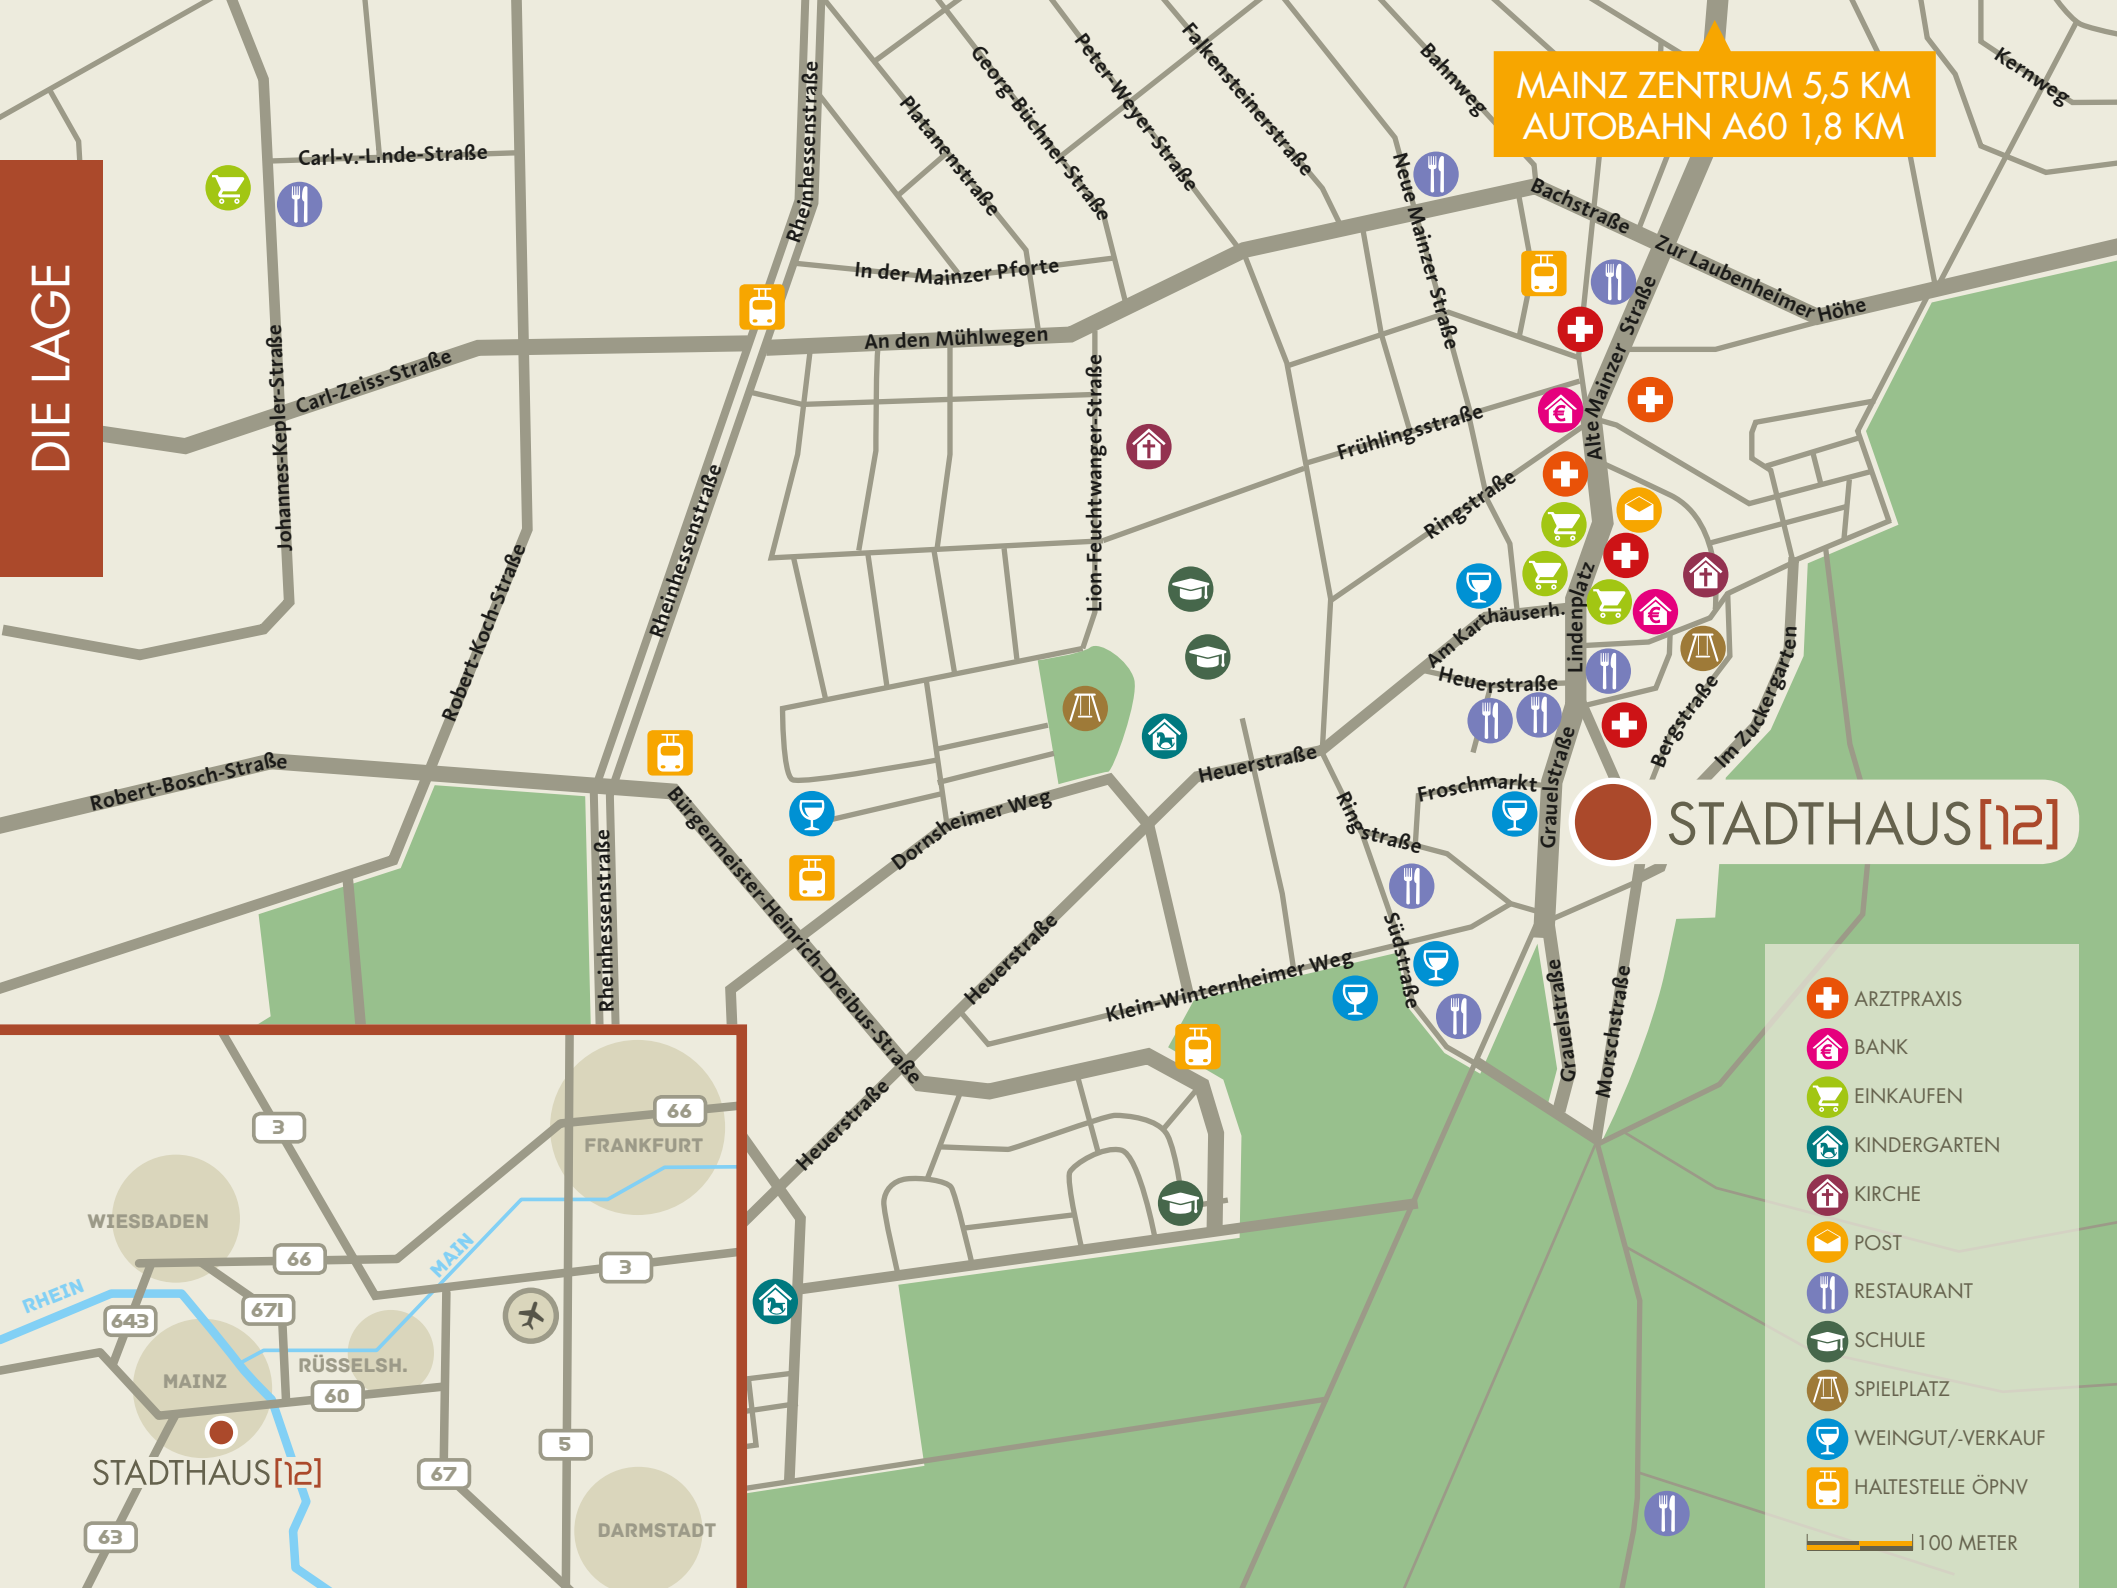 DIE LAGE
MAINZ ZENTRUM 5,5 KM
AUTOBAHN A60 1,8 KM
Carl-v.-Linde-Straße
Rheinhessenstraße
Platanenstraße
Georg-Büchner-Straße
Peter-Weyer-Straße
Falkensteinerstraße
Bahnweg
Kernweg
Neue Mainzer Straße
Bachstraße
Zur Laubenheimer Höhe
In der Mainzer Pforte
An den Mühlwegen
Johannes-Kepler-Straße
Carl-Zeiss-Straße
Lion-Feuchtwanger-Straße
Alte Mainzer Straße
Frühlingsstraße
Ringstraße
Rheinhessenstraße
Robert-Koch-Straße
Am Karthäuserh.
Lindenplatz
Heuerstraße
Bergstraße
Im Zuckergarten
Robert-Bosch-Straße
Heuerstraße
Froschmarkt
Grauelstraße
Ringstraße
STADTHAUS[12]
Bürgermeister-Heinrich-Dreibus-Straße
Dornsheimer Weg
Rheinhessenstraße
Heuerstraße
Klein-Winternheimer Weg
Südstraße
Grauelstraße
Morschstraße
Heuerstraße
ARZTPRAXIS
€ BANK
EINKAUFEN
KINDERGARTEN
KIRCHE
POST
RESTAURANT
SCHULE
SPIELPLATZ
WEINGUT/-VERKAUF
HALTESTELLE ÖPNV
100 METER
€
€
3
66
FRANKFURT
WIESBADEN
66
MAIN
3
RHEIN
643
671
RÜSSELSH.
MAINZ
60
5
STADTHAUS[12]
67
63
DARMSTADT